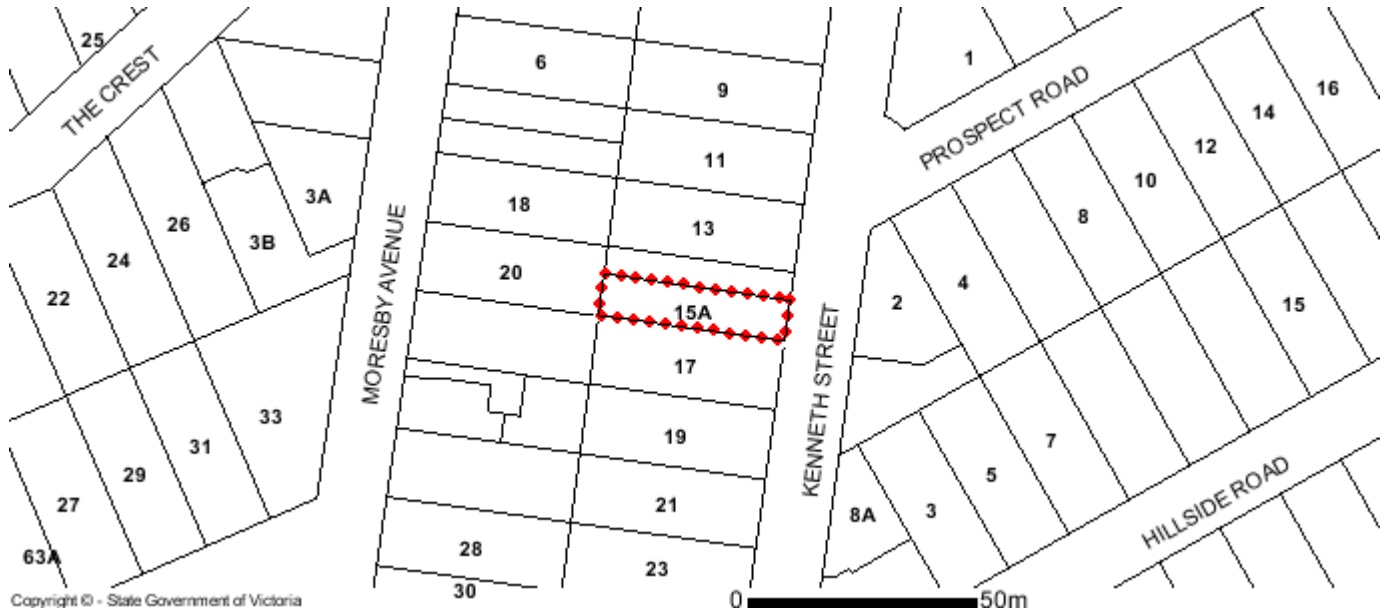 25
THE CREST
6
9
1
PROSPECT ROAD
16
14
12
11
10
8
3A
18
13
26
3B
24
MORESBY AVENUE
20
4
2
22
15A
15
KENNETH STREET
17
33
19
7
31
5
29
21
3
8A
27
HILLSIDE ROAD
63A
28
23
30
Copyright © - State Government of Victoria
0
50m